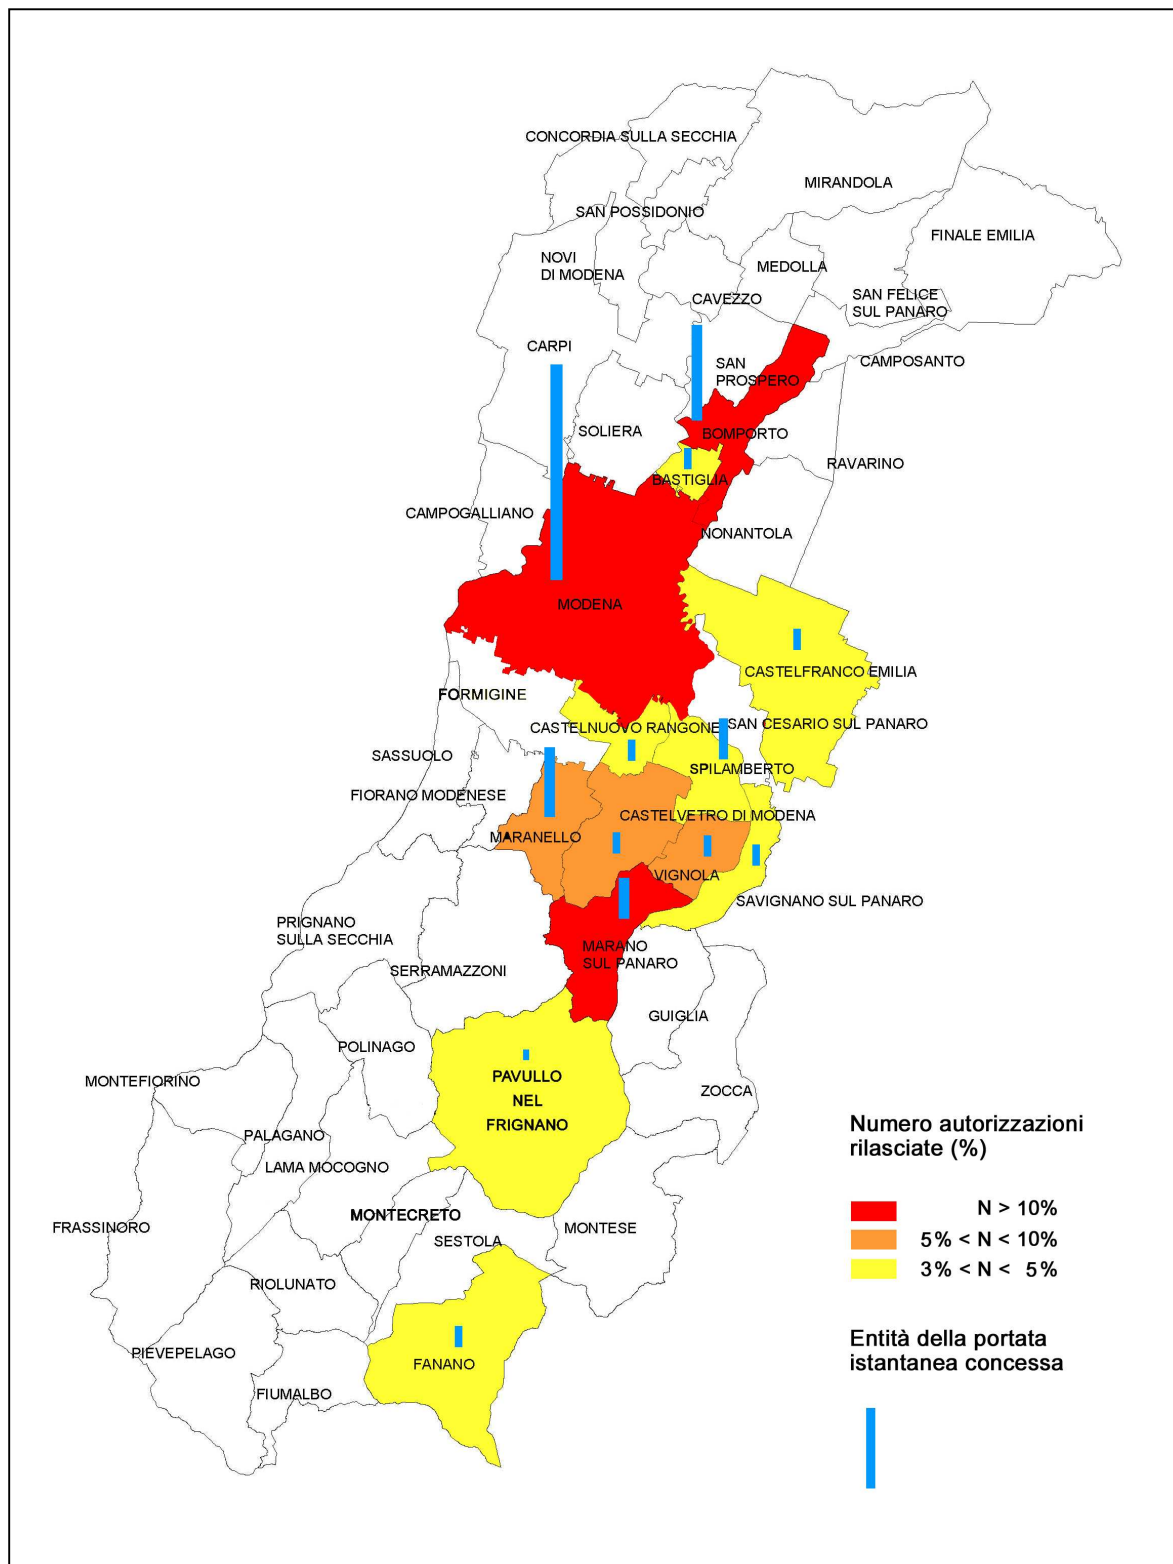 CONCORDIA SULLA SECCHIA
MIRANDOLA
SAN POSSIDONIO
FINALE EMILIA
NOVI
DI MODENA
MEDOLLA
CAVEZZO
SAN FELICE
SUL PANARO
CARPI
CAMPOSANTO
SAN
PROSPERO
SOLIERA
BOMPORTO
RAVARINO
BASTIGLIA
CAMPOGALLIANO
NONANTOLA
MODENA
CASTELFRANCO EMILIA
FORMIGINE
CASTELNUOVO RANGONE
SAN CESARIO SUL PANARO
SASSUOLO
SPILAMBERTO
FIORANO MODENESE
CASTELVETRO DI MODENA
MARANELLO
VIGNOLA
SAVIGNANO SUL PANARO
PRIGNANO
SULLA SECCHIA
MARANO
SUL PANARO
SERRAMAZZONI
GUIGLIA
POLINAGO
MONTEFIORINO
PAVULLO
NEL
FRIGNANO
ZOCCA
PALAGANO
LAMA MOCOGNO
MONTECRETO
FRASSINORO
MONTESE
SESTOLA
RIOLUNATO
PIEVEPELAGO
FANANO
FIUMALBO
Numero autorizzazioni
rilasciate (%)
N > 10%
5% < N < 10%
3% < N < 5%
Entità della portata
istantanea concessa